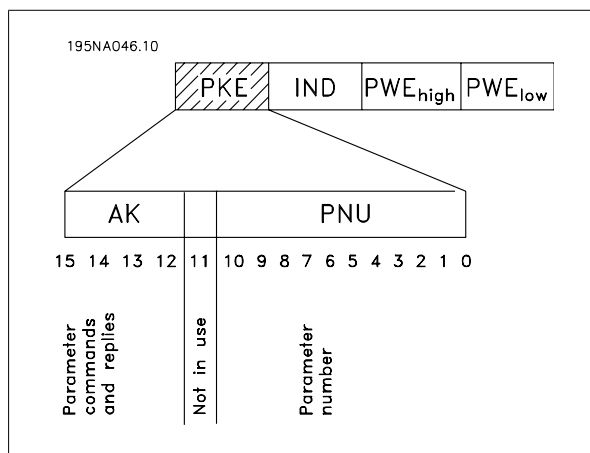 195NA046.10
PKE IND PWEhigh PWElow
AK PNU
15 14 13 12 11 10 9 8 7 6 5 4 3 2 1 0
Parameter
commands
and replies
Not in use
Parameter
number